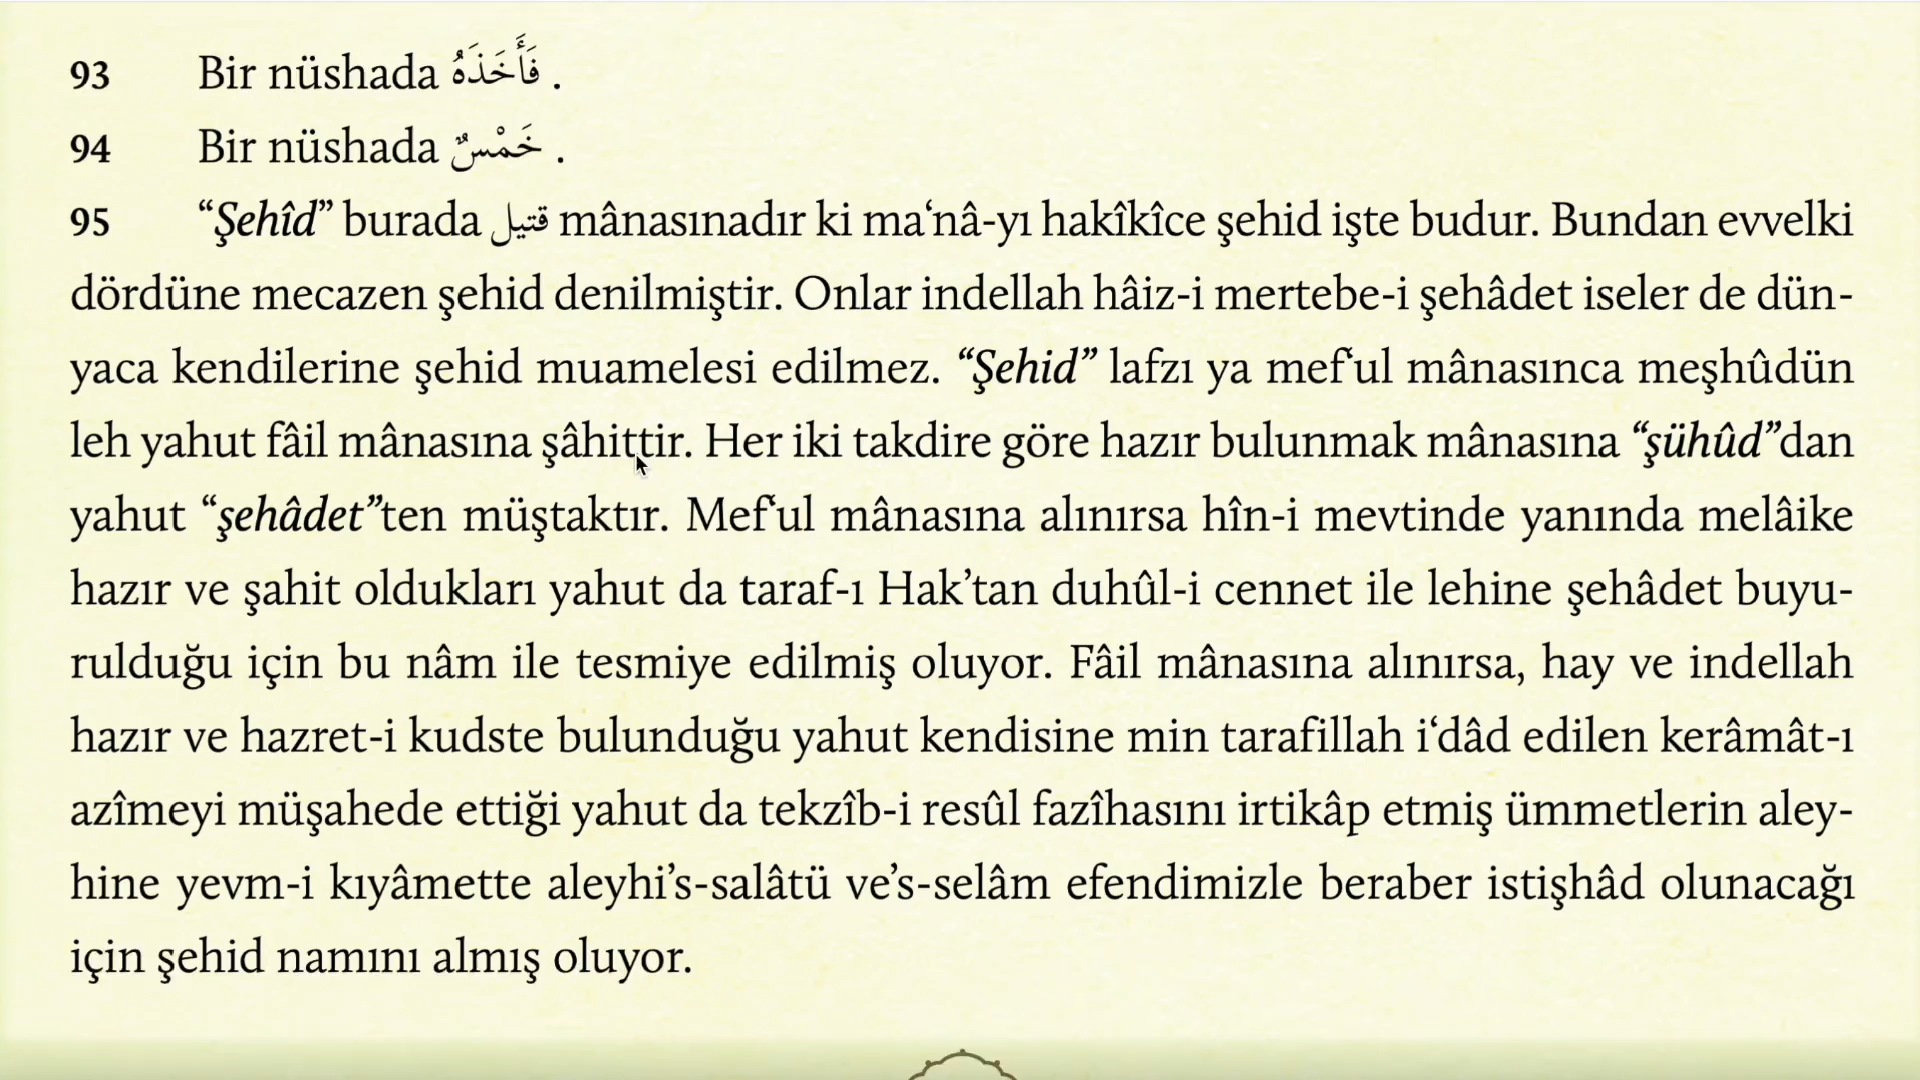 93 Bir nüshada فَأَخَذَهُ .
94 Bir nüshada خَمْسٌ .
95 “Şehîd” burada قتيل mânasınadır ki ma‘nâ-yı hakîkîce şehid işte budur. Bundan evvelki
dördüne mecazen şehid denilmiştir. Onlar indellah hâiz-i mertebe-i şehâdet iseler de dün-
yaca kendilerine şehid muamelesi edilmez. “Şehid” lafzı ya mef‘ul mânasınca meşhûdün
leh yahut fâil mânasına şâhittir. Her iki takdire göre hazır bulunmak mânasına “şühûd”dan
yahut “şehâdet”ten müştaktır. Mef‘ul mânasına alınırsa hîn-i mevtinde yanında melâike
hazır ve şahit oldukları yahut da taraf-ı Hak’tan duhûl-i cennet ile lehine şehâdet buyu-
rulduğu için bu nâm ile tesmiye edilmiş oluyor. Fâil mânasına alınırsa, hay ve indellah
hazır ve hazret-i kudste bulunduğu yahut kendisine min tarafillah i‘dâd edilen kerâmât-ı
azîmeyi müşahede ettiği yahut da tekzîb-i resûl fazîhasını irtikâp etmiş ümmetlerin aley-
hine yevm-i kıyâmette aleyhi’s-salâtü ve’s-selâm efendimizle beraber istişhâd olunacağı
için şehid namını almış oluyor.